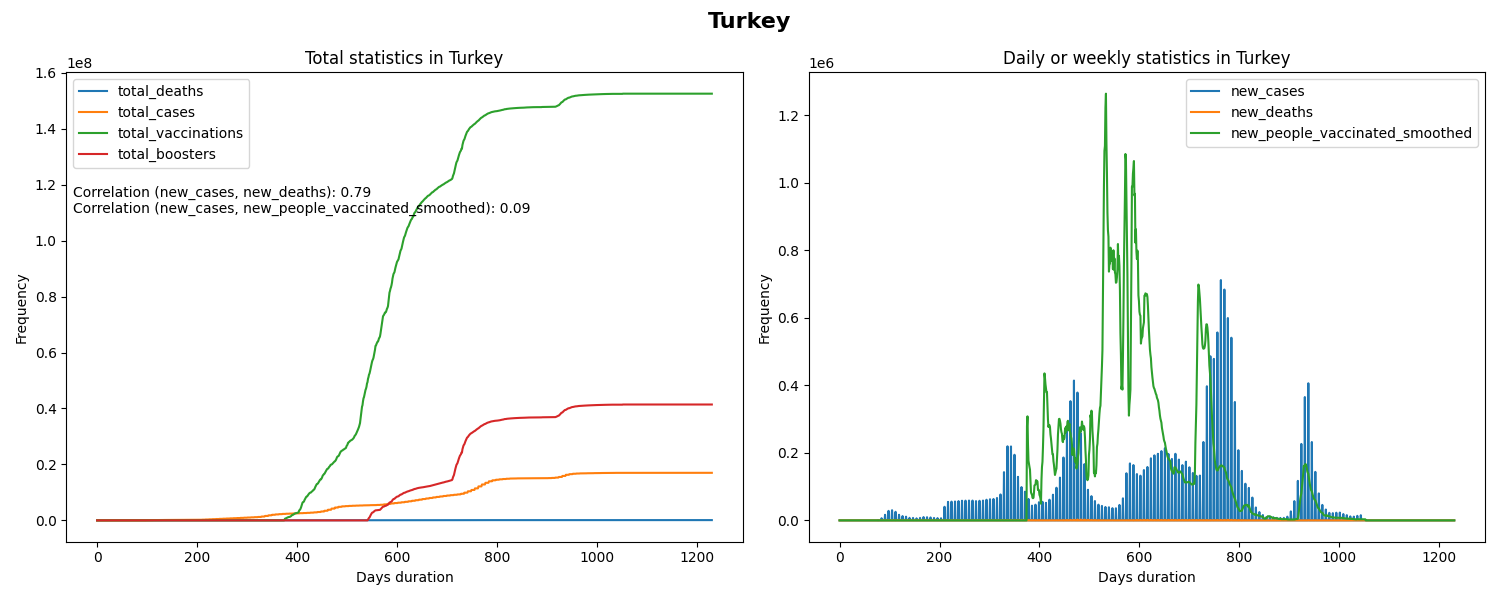 Turkey
Total statistics in Turkey
1e8
1.6
1.4
1.2
1.0
0.8
0.6
0.4
0.2
0.0
Frequency
total_deaths
total_cases
total_vaccinations
total_boosters
Correlation (new_cases, new_deaths): 0.79
Correlation (new_cases, new_people_vaccinated_smoothed): 0.09
0 200 400 600 800 1000 1200
Days duration
Daily or weekly statistics in Turkey
1e6
1.2
1.0
0.8
0.6
0.4
0.2
0.0
Frequency
new_cases
new_deaths
new_people_vaccinated_smoothed
0 200 400 600 800 1000 1200
Days duration